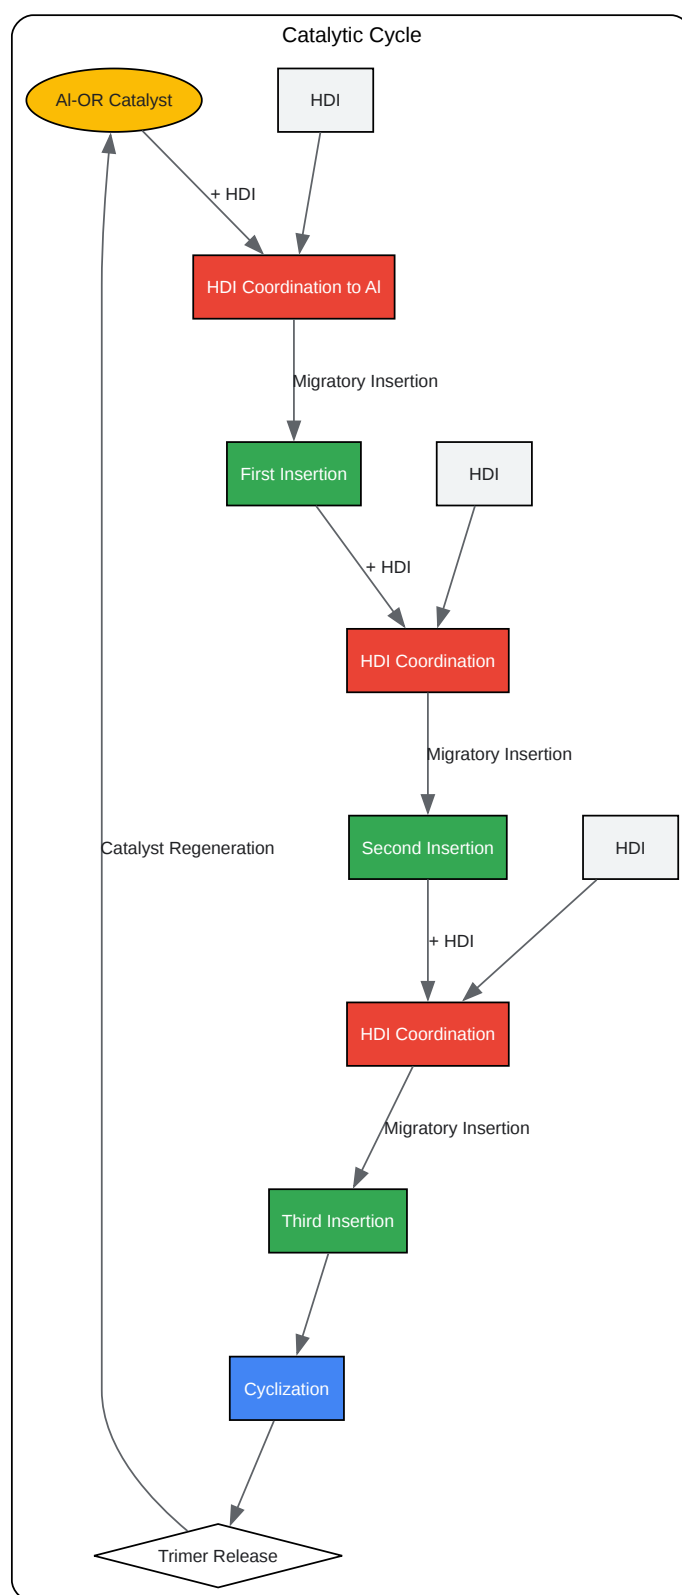 Catalytic Cycle
Al-OR Catalyst
HDI
+ HDI
HDI Coordination to Al
Migratory Insertion
First Insertion
HDI
+ HDI
HDI Coordination
Migratory Insertion
Second Insertion
HDI
Catalyst Regeneration
+ HDI
HDI Coordination
Migratory Insertion
Third Insertion
Cyclization
Trimer Release